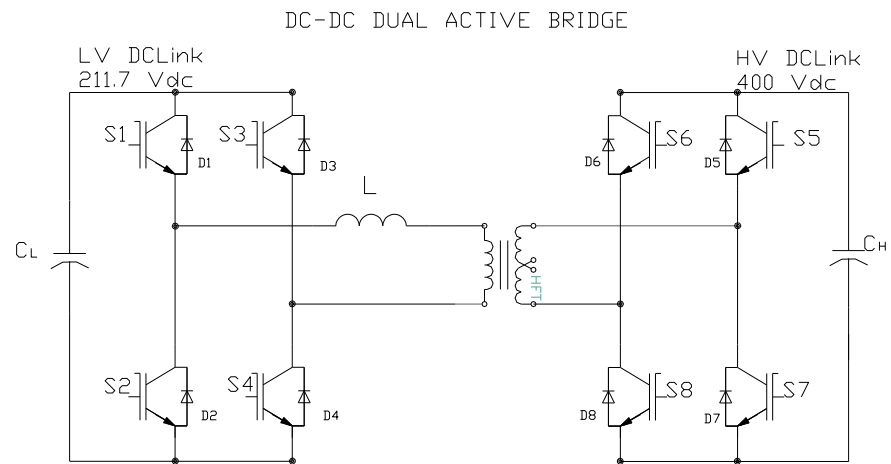 DC-DC DUAL ACTIVE BRIDGE
LV DCLink
211.7 Vdc
HV DCLink
400 Vdc
S1
D1
S3
D3
D6
S6
D5
S5
L
CL
HFT
CH
S2
D2
S4
D4
D8
S8
D7
S7